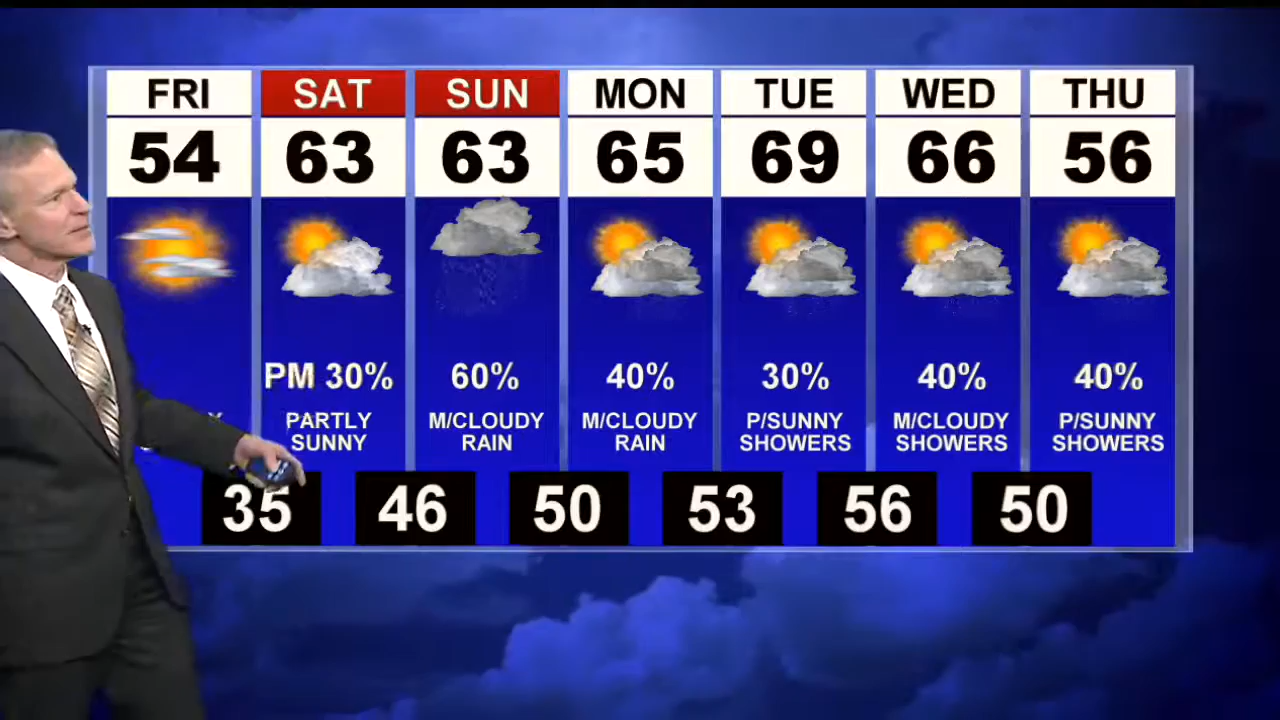 FRI SAT SUN MON TUE WED THU
54 63 63 65 69 66 56
PM 30% 60% 40% 30% 40% 40%
PARTLY M/CLOUDY M/CLOUDY P/SUNNY M/CLOUDY P/SUNNY
SUNNY RAIN RAIN SHOWERS SHOWERS SHOWERS
35 46 50 53 56 50